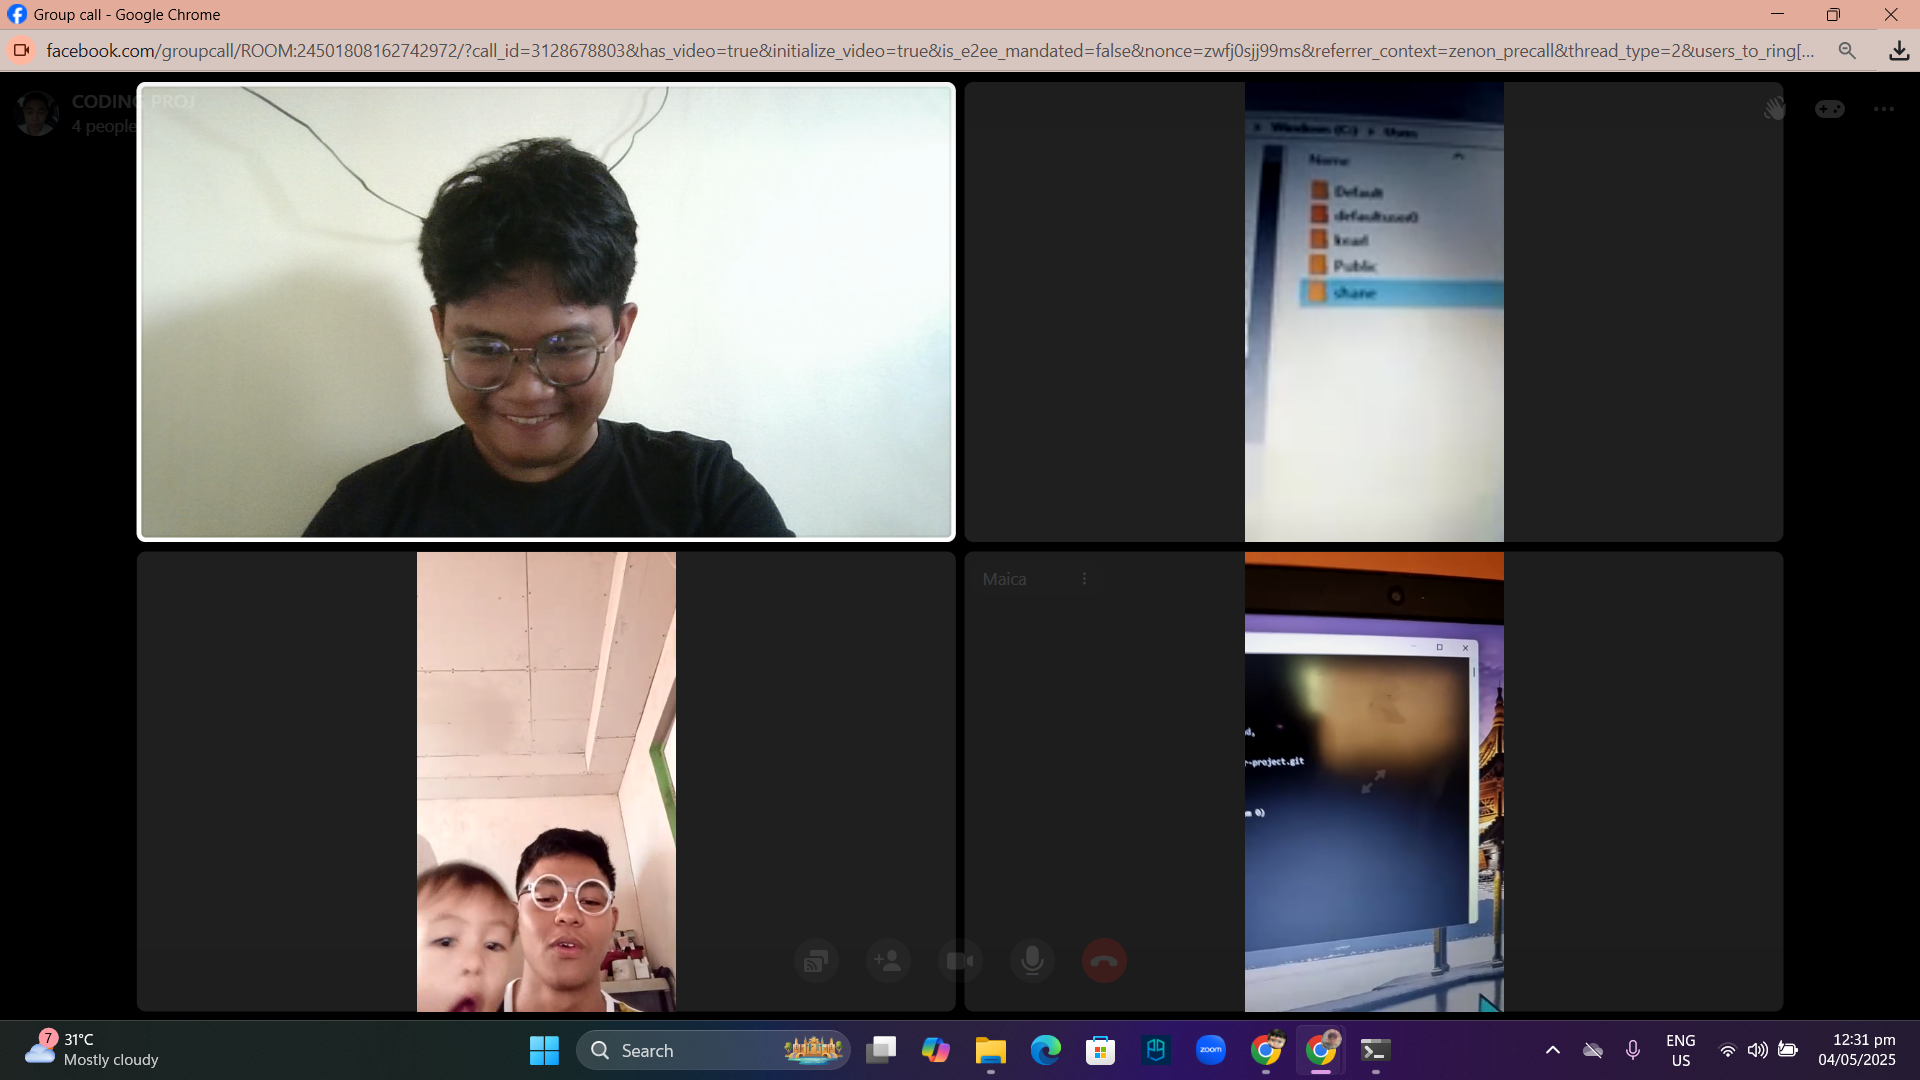 Group call - Google Chrome
facebook.com/groupcall/ROOM:24501808162742972/?call_id=3128678803&has_video=true&initialize_video=true&is_e2ee_mandated=false&nonce=zwfj0sjj99ms&referrer_context=zenon_precall&thread_type=2&users_to_ring[...
CODING PROJ
4 people
Windows (C:)
Name
Default
defaultuser0
Public
shane
Maica
-project.git
0)
7
31°C
Mostly cloudy
Search
zoom
ENG
US
12:31 pm
04/05/2025